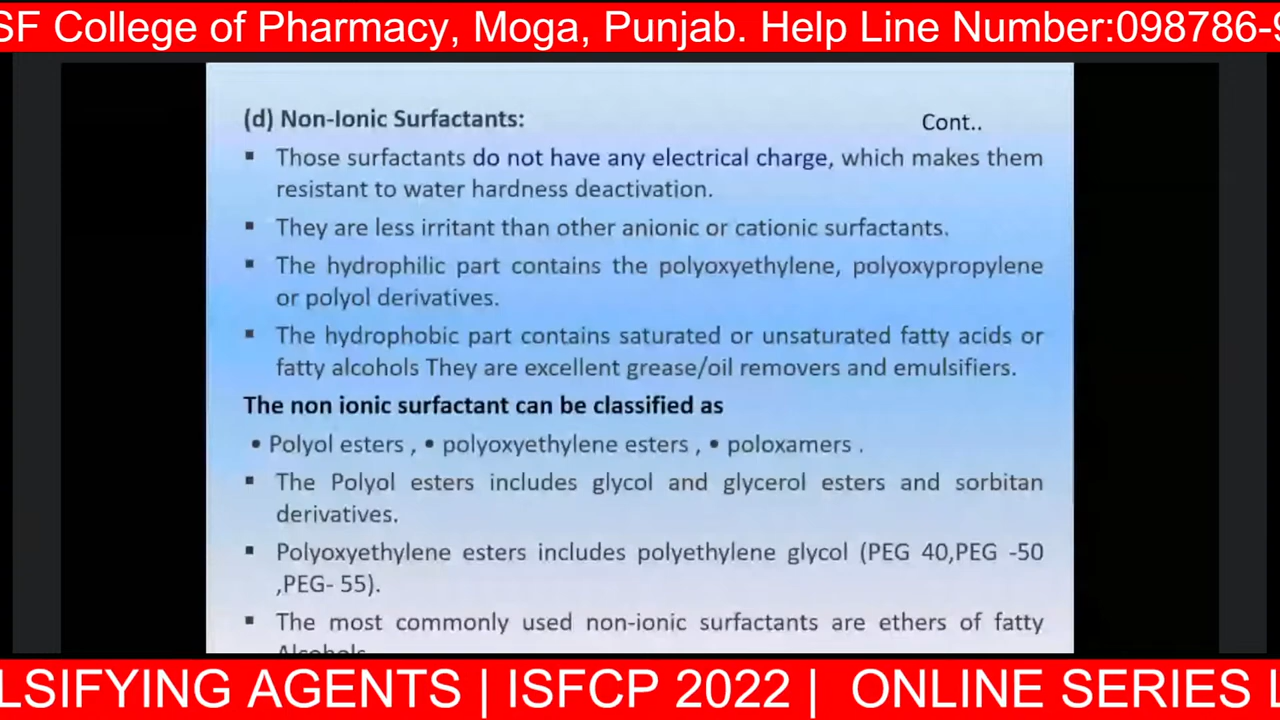 SF College of Pharmacy, Moga, Punjab. Help Line Number:098786-9
(d) Non-Ionic Surfactants:
Cont..
▪ Those surfactants do not have any electrical charge, which makes them
resistant to water hardness deactivation.
▪ They are less irritant than other anionic or cationic surfactants.
▪ The hydrophilic part contains the polyoxyethylene, polyoxypropylene
or polyol derivatives.
▪ The hydrophobic part contains saturated or unsaturated fatty acids or
fatty alcohols They are excellent grease/oil removers and emulsifiers.
The non ionic surfactant can be classified as
• Polyol esters , • polyoxyethylene esters , • poloxamers .
▪ The Polyol esters includes glycol and glycerol esters and sorbitan
derivatives.
▪ Polyoxyethylene esters includes polyethylene glycol (PEG 40,PEG -50
,PEG- 55).
▪ The most commonly used non-ionic surfactants are ethers of fatty
Alcohols
LSIFYING AGENTS | ISFCP 2022 | ONLINE SERIES L